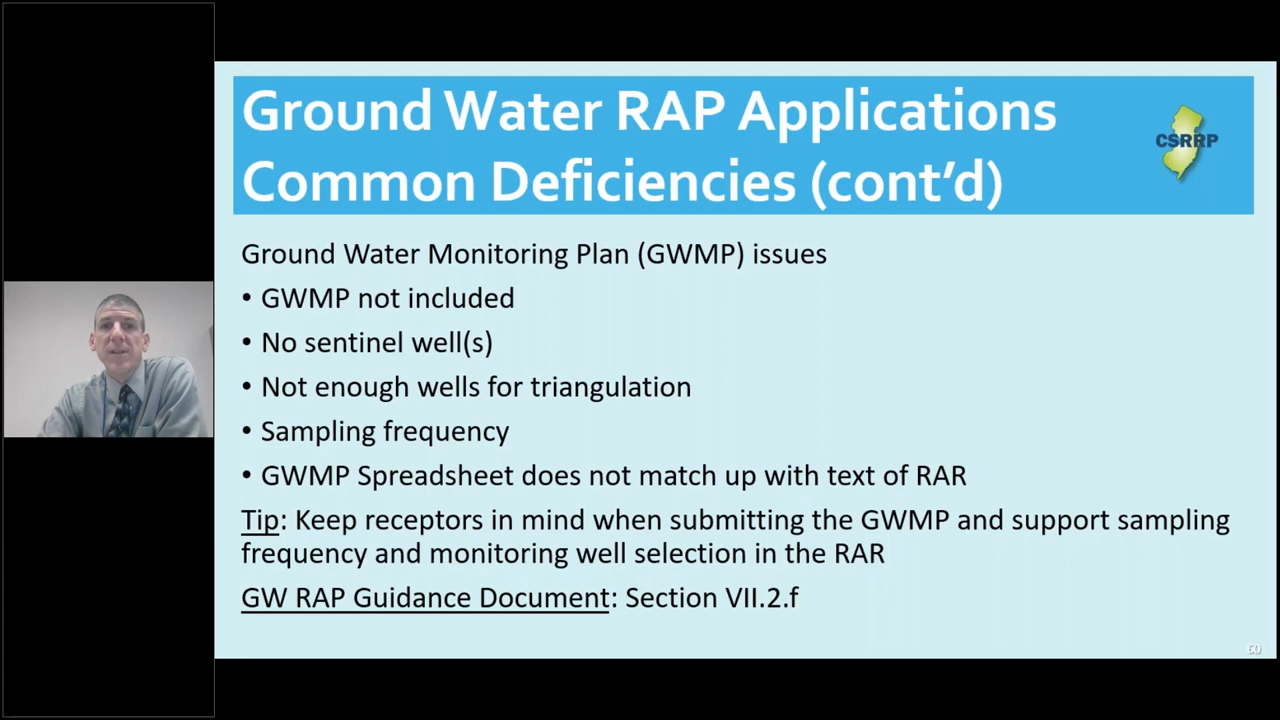 Ground Water RAP Applications
Common Deficiencies (cont’d)
CSRRP
Ground Water Monitoring Plan (GWMP) issues
• GWMP not included
• No sentinel well(s)
• Not enough wells for triangulation
• Sampling frequency
• GWMP Spreadsheet does not match up with text of RAR
Tip: Keep receptors in mind when submitting the GWMP and support sampling
frequency and monitoring well selection in the RAR
GW RAP Guidance Document: Section VII.2.f
60